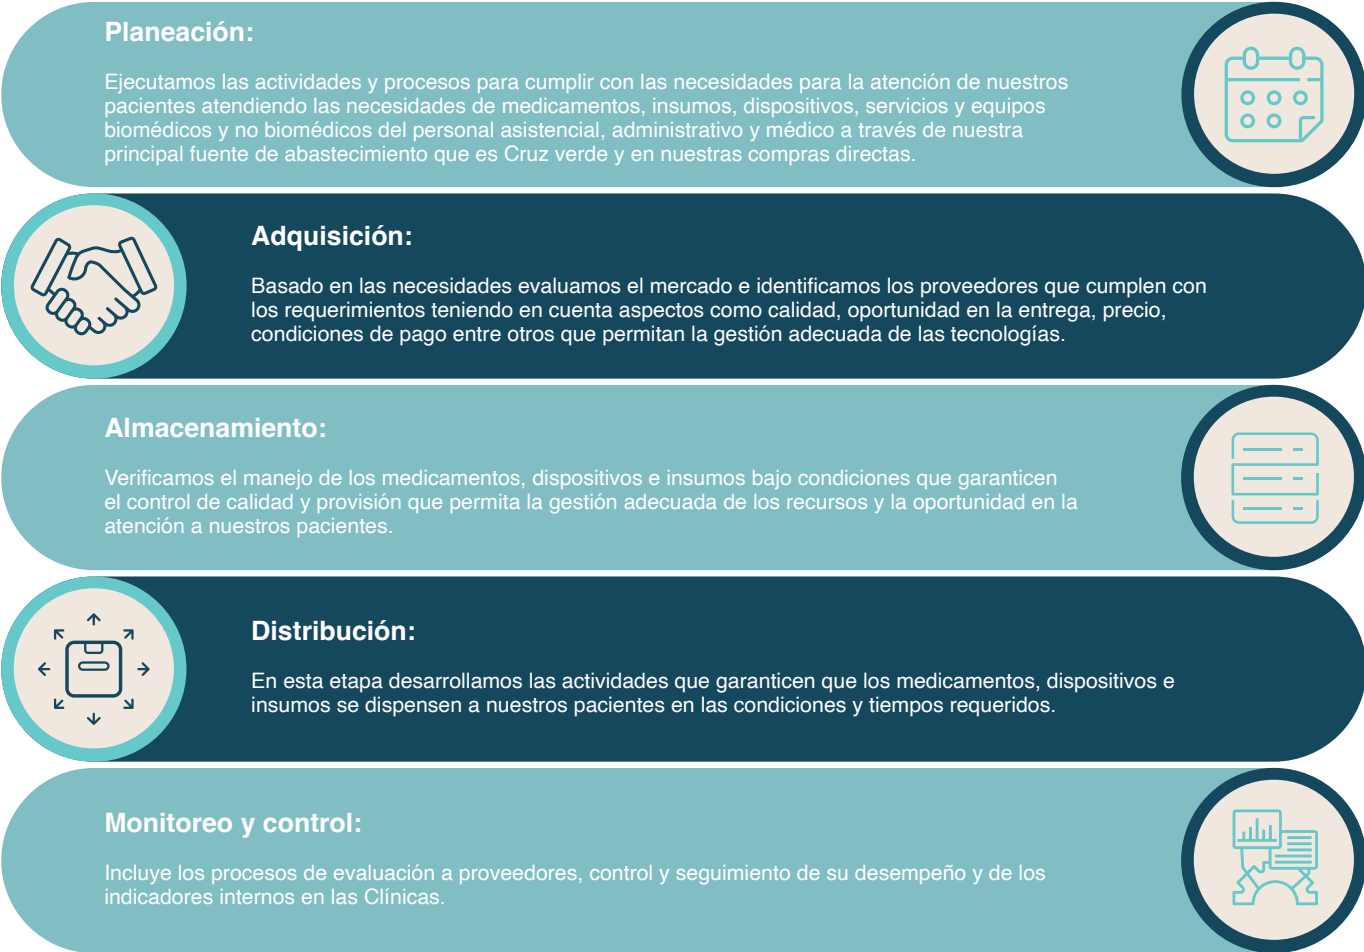 Planeación:
Ejecutamos las actividades y procesos para cumplir con las necesidades para la atención de nuestros
pacientes atendiendo las necesidades de medicamentos, insumos, dispositivos, servicios y equipos
biomédicos y no biomédicos del personal asistencial, administrativo y médico a través de nuestra
principal fuente de abastecimiento que es Cruz verde y en nuestras compras directas.
Adquisición:
Basado en las necesidades evaluamos el mercado e identificamos los proveedores que cumplen con
los requerimientos teniendo en cuenta aspectos como calidad, oportunidad en la entrega, precio,
condiciones de pago entre otros que permitan la gestión adecuada de las tecnologías.
Almacenamiento:
Verificamos el manejo de los medicamentos, dispositivos e insumos bajo condiciones que garanticen
el control de calidad y provisión que permita la gestión adecuada de los recursos y la oportunidad en la
atención a nuestros pacientes.
Distribución:
En esta etapa desarrollamos las actividades que garanticen que los medicamentos, dispositivos e
insumos se dispensen a nuestros pacientes en las condiciones y tiempos requeridos.
Monitoreo y control:
Incluye los procesos de evaluación a proveedores, control y seguimiento de su desempeño y de los
indicadores internos en las Clínicas.